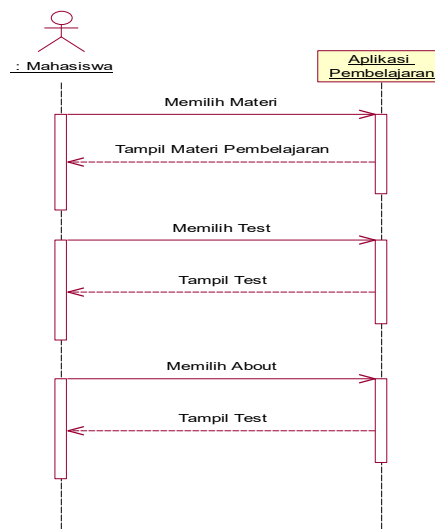 : Mahasiswa
Aplikasi
Pembelajaran
Memilih Materi
Tampil Materi Pembelajaran
Memilih Test
Tampil Test
Memilih About
Tampil Test